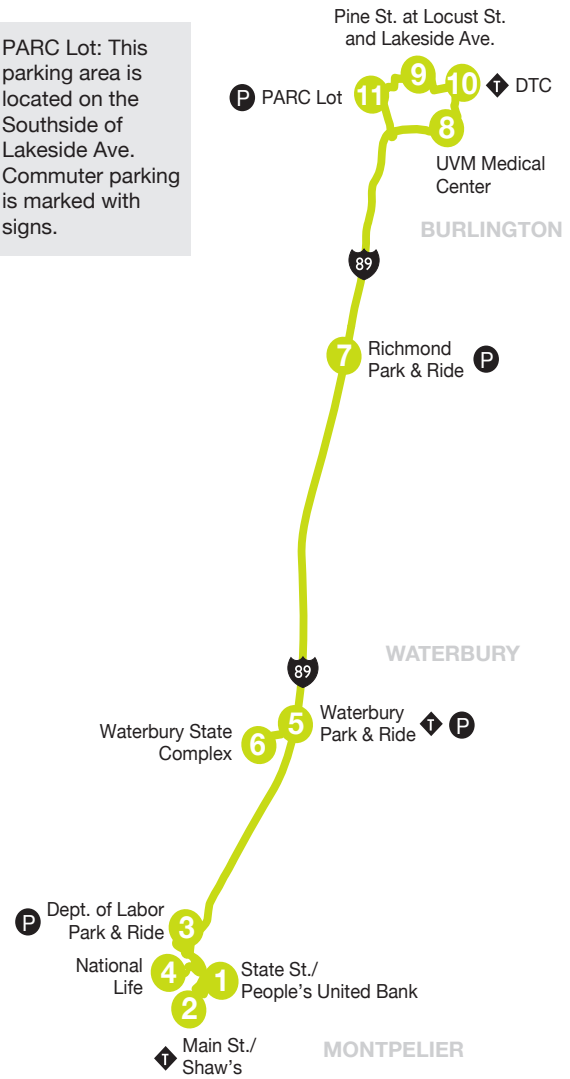 PARC Lot: This
parking area is
located on the
Southside of
Lakeside Ave.
Commuter parking
is marked with
signs.
Pine St. at Locust St.
and Lakeside Ave.
9
10
T DTC
P PARC Lot
11
8
UVM Medical
Center
BURLINGTON
89
7
Richmond
Park & Ride
P
WATERBURY
89
5
Waterbury
Park & Ride
T P
Waterbury State
Complex
6
P
Dept. of Labor
Park & Ride
3
National
Life
4
1
State St./
People's United Bank
2
T
Main St./
Shaw's
MONTPELIER